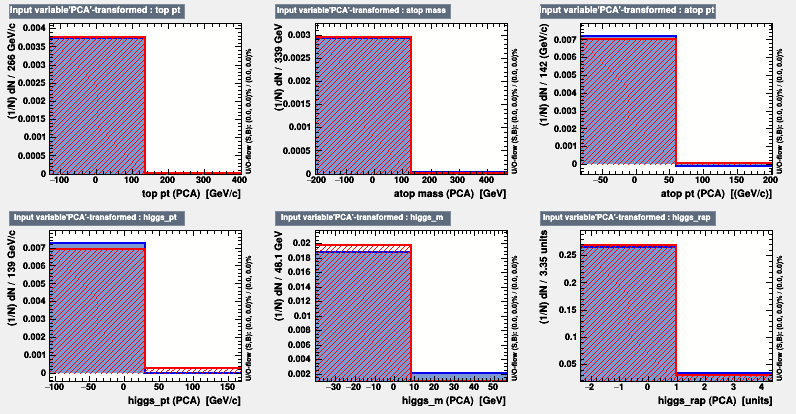 Input variable'PCA'-transformed : top pt
(1/N) dN / 266 GeV/c
0.004
0.0035
0.003
0.0025
0.002
0.0015
0.001
0.0005
0
−100 0 100 200 300 400
top pt (PCA) [GeV/c]
U/O-flow (S,B): (0.0, 0.0)% / (0.0, 0.0)%
Input variable'PCA'-transformed : atop mass
(1/N) dN / 339 GeV
0.003
0.0025
0.002
0.0015
0.001
0.0005
0
−200 −100 0 100 200 300 400
atop mass (PCA) [GeV]
U/O-flow (S,B): (0.0, 0.0)% / (0.0, 0.0)%
Input variable'PCA'-transformed : atop pt
(1/N) dN / 142 (GeV/c)
0.007
0.006
0.005
0.004
0.003
0.002
0.001
0
−50 0 50 100 150 200
atop pt (PCA) [(GeV/c)]
U/O-flow (S,B): (0.0, 0.0)% / (0.0, 0.0)%
Input variable'PCA'-transformed : higgs_pt
(1/N) dN / 139 GeV/c
0.007
0.006
0.005
0.004
0.003
0.002
0.001
0
−100 −50 0 50 100 150
higgs_pt (PCA) [GeV/c]
U/O-flow (S,B): (0.0, 0.0)% / (0.0, 0.0)%
Input variable'PCA'-transformed : higgs_m
(1/N) dN / 48.1 GeV
0.02
0.018
0.016
0.014
0.012
0.01
0.008
0.006
0.004
0.002
−30 −20 −10 0 10 20 30 40 50
higgs_m (PCA) [GeV]
U/O-flow (S,B): (0.0, 0.0)% / (0.0, 0.0)%
Input variable'PCA'-transformed : higgs_rap
(1/N) dN / 3.35 units
0.25
0.2
0.15
0.1
0.05
−2 −1 0 1 2 3 4
higgs_rap (PCA) [units]
U/O-flow (S,B): (0.0, 0.0)% / (0.0, 0.0)%